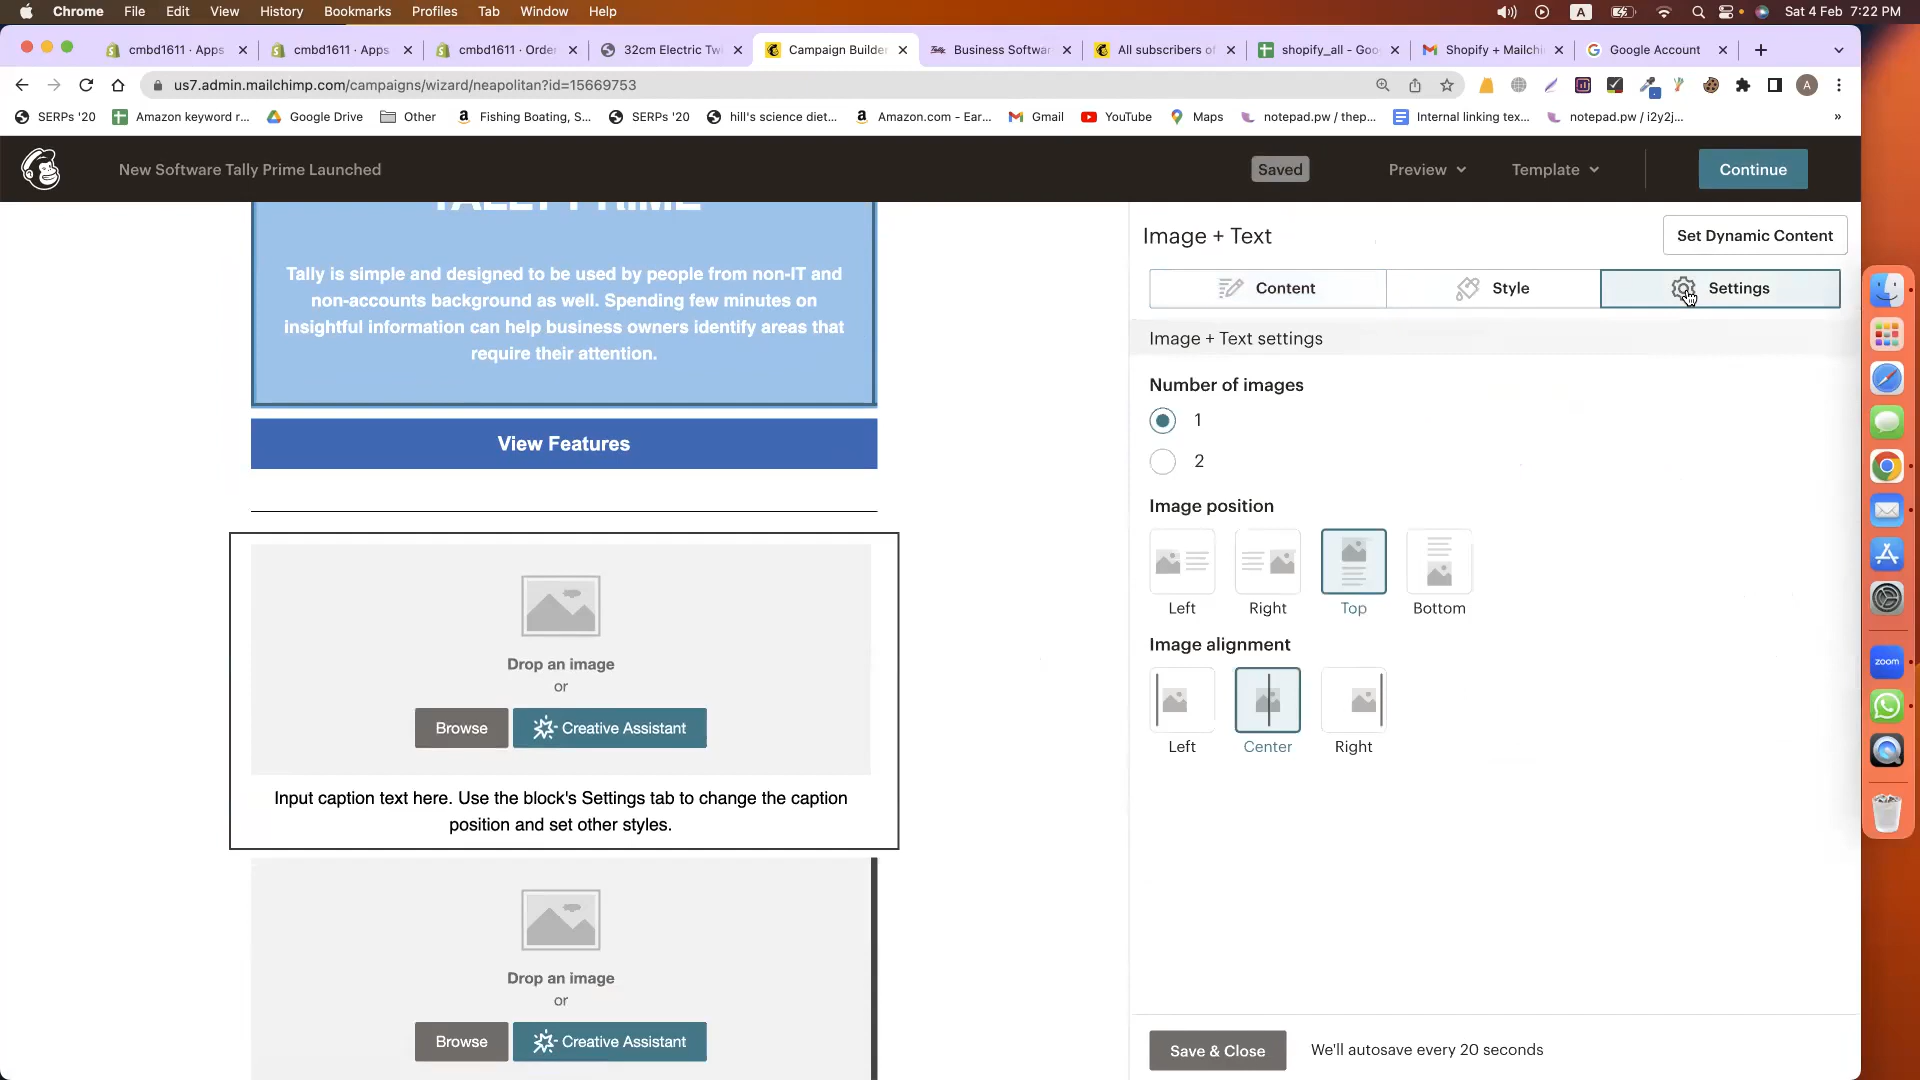 Chrome File Edit View History Bookmarks Profiles Tab Window Help
A Sat 4 Feb 7:22 PM
cmbd1611 · Apps
cmbd1611 · Apps
cmbd1611 · Orde
32cm Electric Tw
Campaign Builde
Business Softwa
All subscribers o
shopify_all - Goo
Shopify + Mailch
Google Account
us7.admin.mailchimp.com/campaigns/wizard/neapolitan?id=15669753
A
SERPs '20
Amazon keyword r...
Google Drive
Other
Fishing Boating, S...
SERPs '20
hill's science diet...
Amazon.com - Ear...
Gmail
YouTube
Maps
notepad.pw / thep...
Internal linking tex...
notepad.pw / i2y2j...
»
New Software Tally Prime Launched
Saved
Preview
Template
Continue
TALLY PRIME
Tally is simple and designed to be used by people from non-IT and
non-accounts background as well. Spending few minutes on
insightful information can help business owners identify areas that
require their attention.
View Features
Drop an image
or
Browse
Creative Assistant
Input caption text here. Use the block's Settings tab to change the caption
position and set other styles.
Drop an image
or
Browse
Creative Assistant
Image + Text
Set Dynamic Content
Content
Style
Settings
Image + Text settings
Number of images
1
2
Image position
Left
Right
Top
Bottom
Image alignment
Left
Center
Right
Save & Close
We'll autosave every 20 seconds
zoom